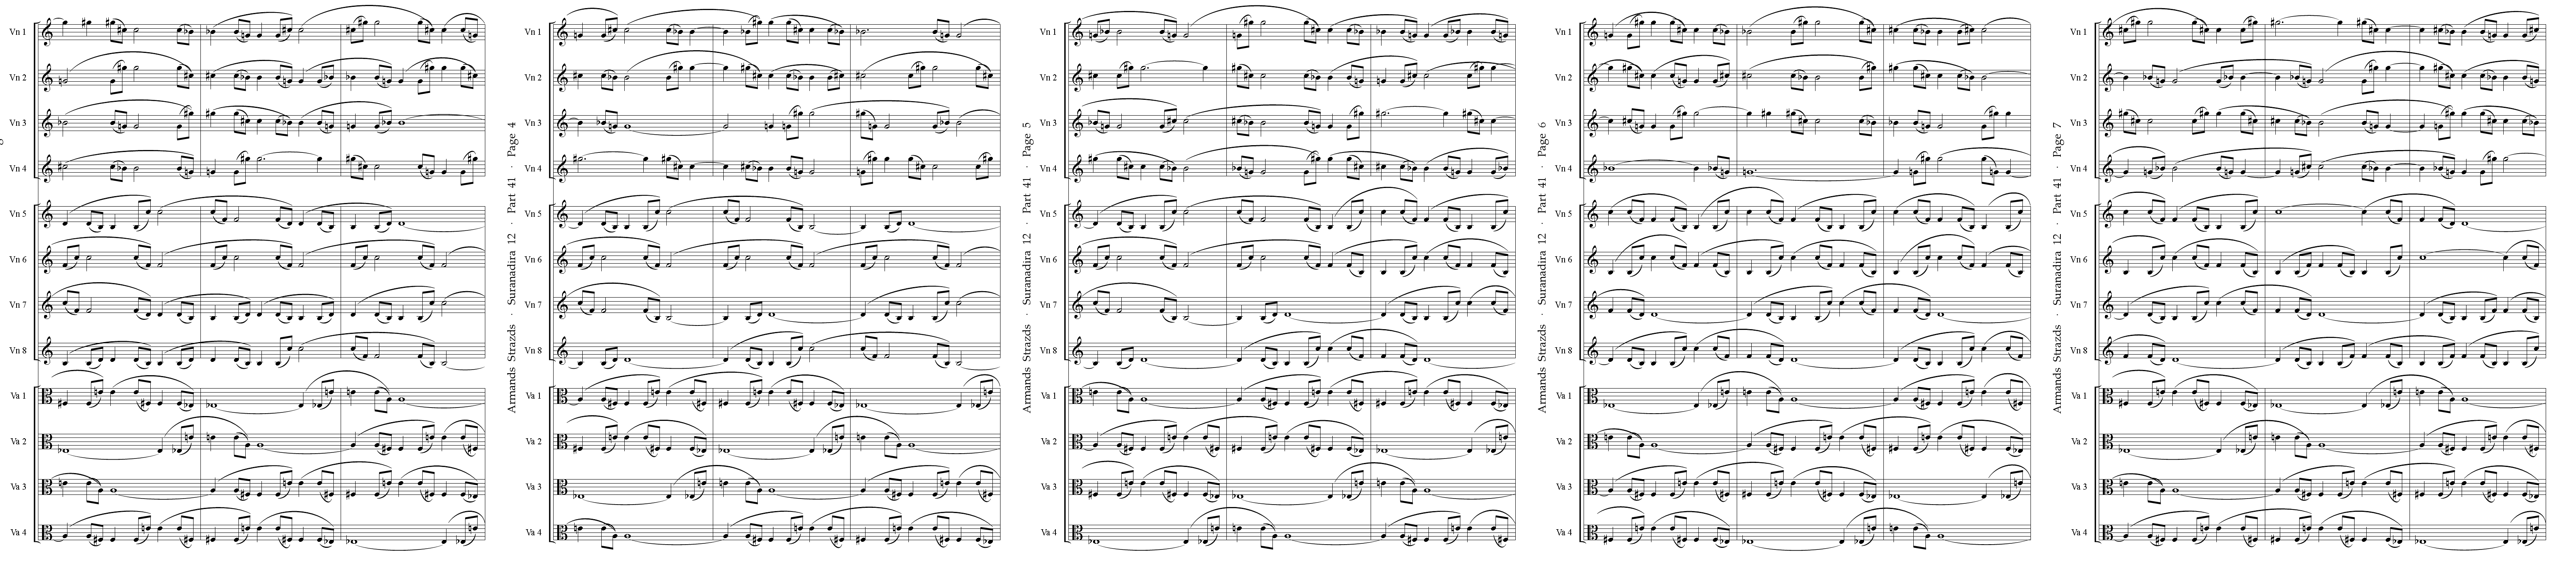 Vn 1
Vn 2
Vn 3
Vn 4
Vn 5
Vn 6
Vn 7
Vn 8
Va 1
Va 2
Va 3
Va 4
Armands Strazds · Suranadira 12 · Part 41 · Page 4
Vn 1
Vn 2
Vn 3
Vn 4
Vn 5
Vn 6
Vn 7
Vn 8
Va 1
Va 2
Va 3
Va 4
Armands Strazds · Suranadira 12 · Part 41 · Page 5
Vn 1
Vn 2
Vn 3
Vn 4
Vn 5
Vn 6
Vn 7
Vn 8
Va 1
Va 2
Va 3
Va 4
Armands Strazds · Suranadira 12 · Part 41 · Page 6
Vn 1
Vn 2
Vn 3
Vn 4
Vn 5
Vn 6
Vn 7
Vn 8
Va 1
Va 2
Va 3
Va 4
Armands Strazds · Suranadira 12 · Part 41 · Page 7
Vn 1
Vn 2
Vn 3
Vn 4
Vn 5
Vn 6
Vn 7
Vn 8
Va 1
Va 2
Va 3
Va 4